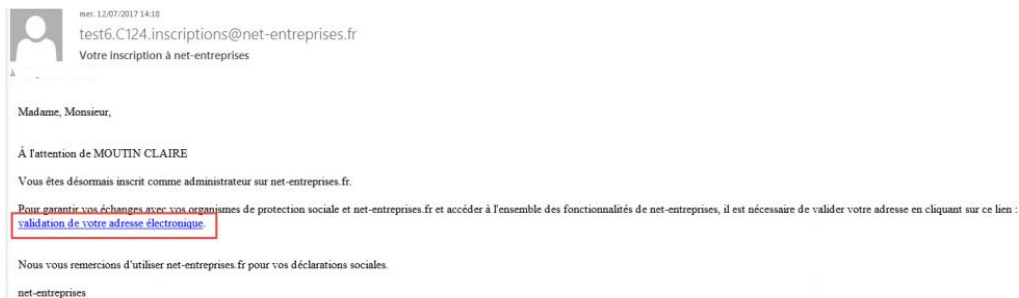 mer. 12/07/2017 14:18
test6.C124.inscriptions@net-entreprises.fr
Votre inscription à net-entreprises
À
Madame, Monsieur,
À l'attention de MOUTIN CLAIRE
Vous êtes désormais inscrit comme administrateur sur net-entreprises.fr.
Pour garantir vos échanges avec vos organismes de protection sociale et net-entreprises.fr et accéder à l'ensemble des fonctionnalités de net-entreprises, il est nécessaire de valider votre adresse en cliquant sur ce lien :
validation de votre adresse électronique.
Nous vous remercions d'utiliser net-entreprises.fr pour vos déclarations sociales.
net-entreprises